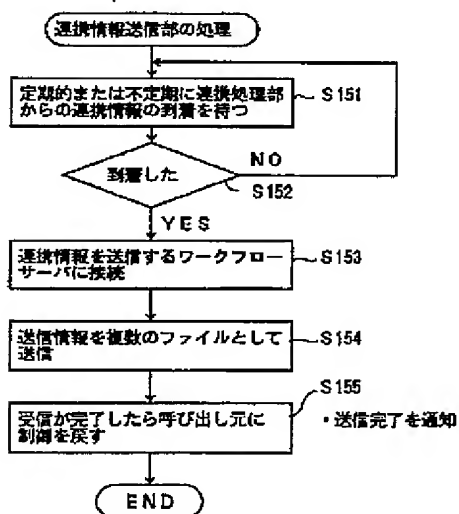 連携情報送信部の処理
定期的または不定期に連携処理部
からの連携情報の到着を持つ
S151
到着した
NO
S152
YES
連携情報を送信するワークフロー
サーバに接続
S153
送信情報を複数のファイルとして
送信
S154
S155
受信が完了したら呼び出し元に
制御を戻す
・送信完了を通知
END